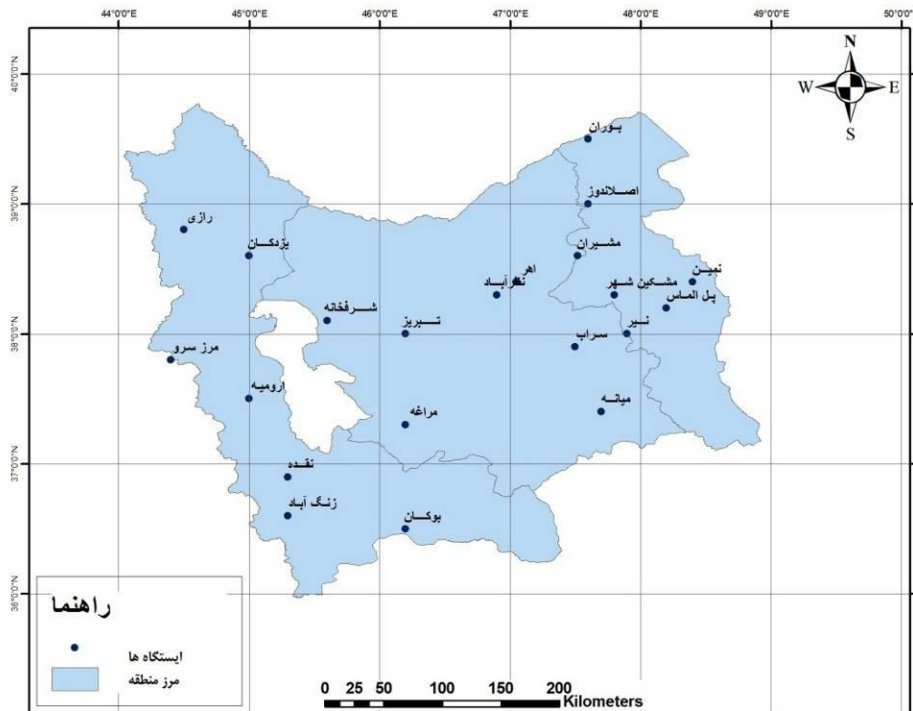 44°0'0"E 45°0'0"E 46°0'0"E 47°0'0"E 48°0'0"E 49°0'0"E 50°0'0"E
40°0'0"N
39°0'0"N
38°0'0"N
37°0'0"N
36°0'0"N
N
W E
S
بوران
اصلاندوز
رازی
یزدکان
مشیران
اهر
نظرآباد
مشکین شهر
نمین
پل الماس
شرفخانه
تبریز
نیر
سراب
مرز سرو
ارومیه
مراغه
میانه
نقده
زنگ آباد
بوکان
راهنما
ایستگاه ها
مرز منطقه
0 25 50 100 150 200
Kilometers